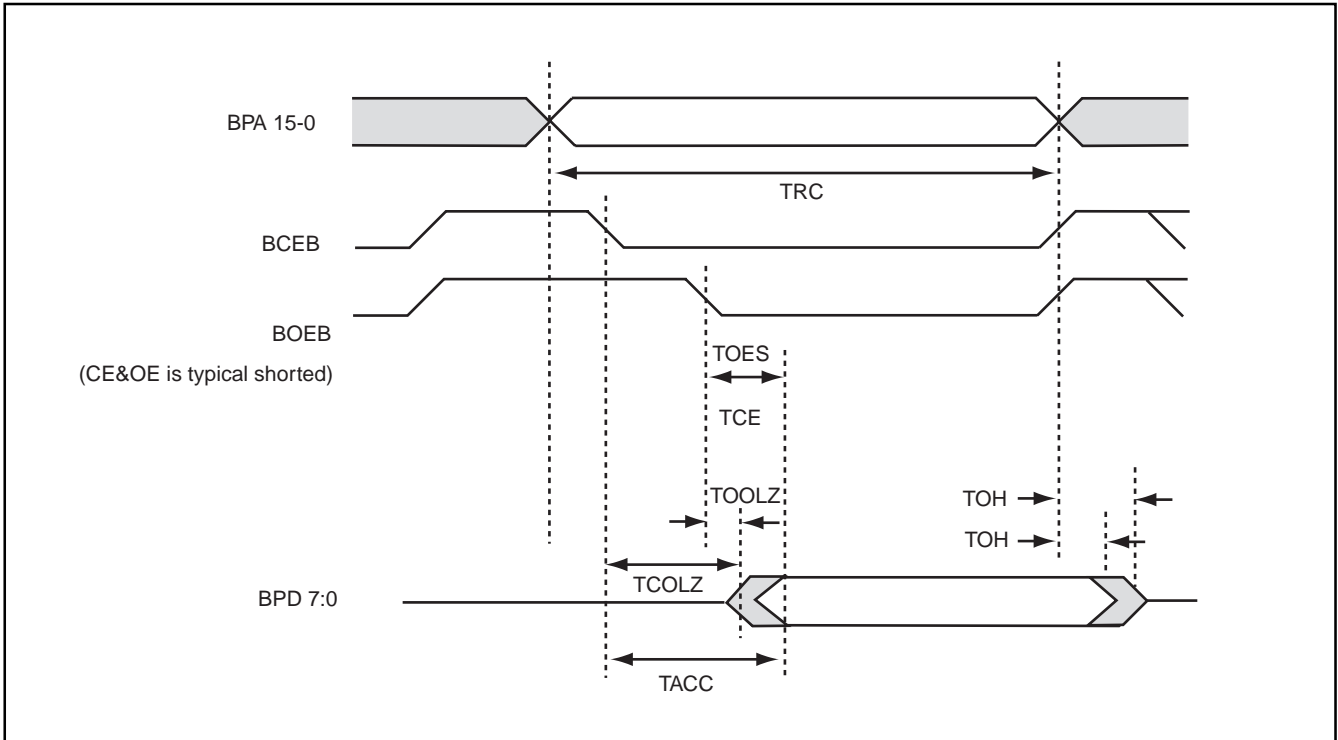 BPA 15-0
TRC
BCEB
BOEB
TOES
(CE&OE is typical shorted)
TCE
TOOLZ
TOH
TOH
TCOLZ
BPD 7:0
TACC